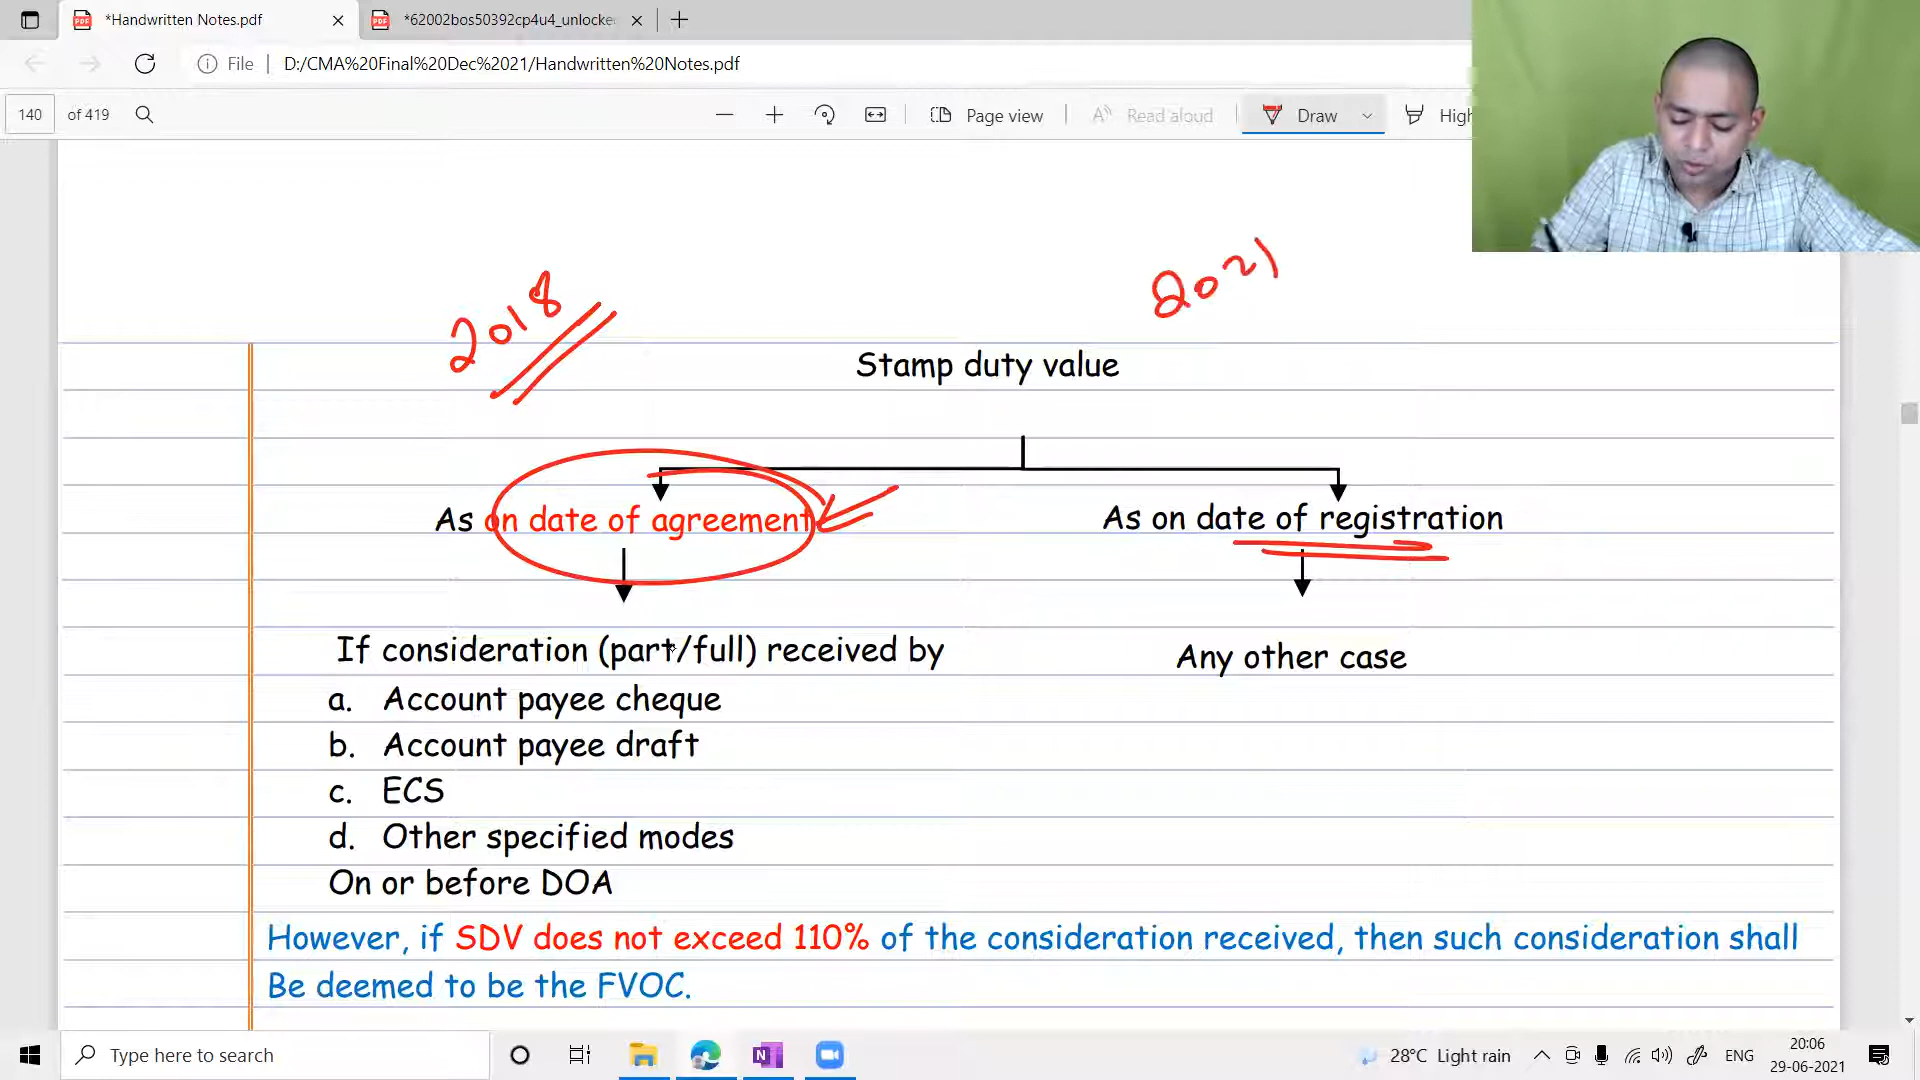 *Handwritten Notes.pdf
*62002bos50392cp4u4_unlocke
File
D:/CMA%20Final%20Dec%2021/Handwritten%20Notes.pdf
140
of 419
Page view
Read aloud
Draw
High
2018
2021
Stamp duty value
As on date of agreement
As on date of registration
If consideration (part/full) received by
Any other case
a. Account payee cheque
b. Account payee draft
c. ECS
d. Other specified modes
On or before DOA
However, if SDV does not exceed 110% of the consideration received, then such consideration shall
Be deemed to be the FVOC.
Type here to search
28°C Light rain
ENG
20:06
29-06-2021